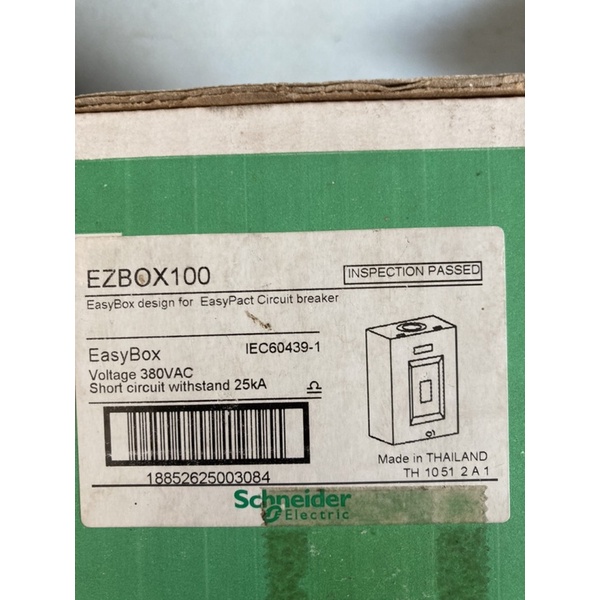 EZBOX100
INSPECTION PASSED
EasyBox design for EasyPact Circuit breaker
EasyBox IEC60439-1
Voltage 380VAC
Short circuit withstand 25kA
18852625003084
Made in THAILAND
TH 1051 2 A 1
Schneider
Electric